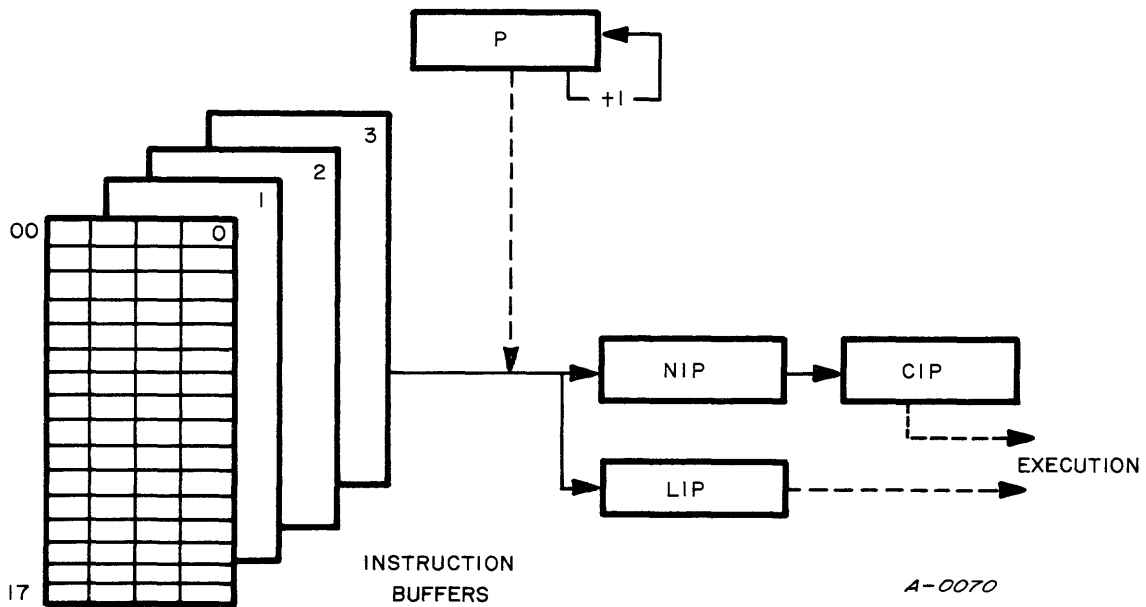 P
+1
3
2
1
00
0
NIP
CIP
EXECUTION
LIP
INSTRUCTION
BUFFERS
17
A-0070